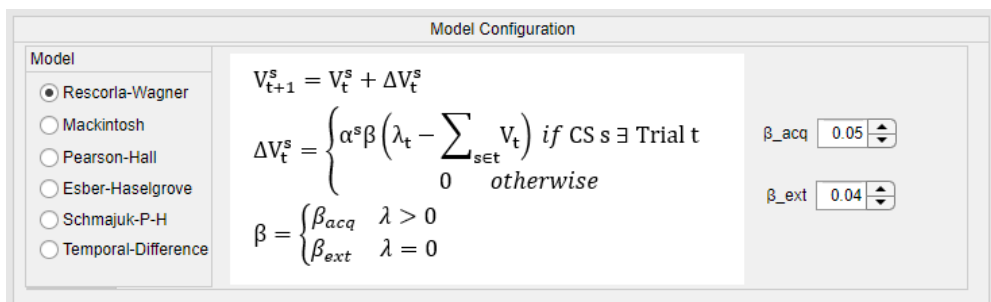 Model Configuration
Model
Rescorla-Wagner
Mackintosh
Pearson-Hall
Esber-Haselgrove
Schmajuk-P-H
Temporal-Difference
V^s_{t+1} = V^s_t + ΔV^s_t
ΔV^s_t = { α^s β (λ_t − ∑_{s∈t} V_t) if CS s ∃ Trial t
0 otherwise
β = { β_acq λ > 0
β_ext λ = 0
β_acq 0.05
β_ext 0.04